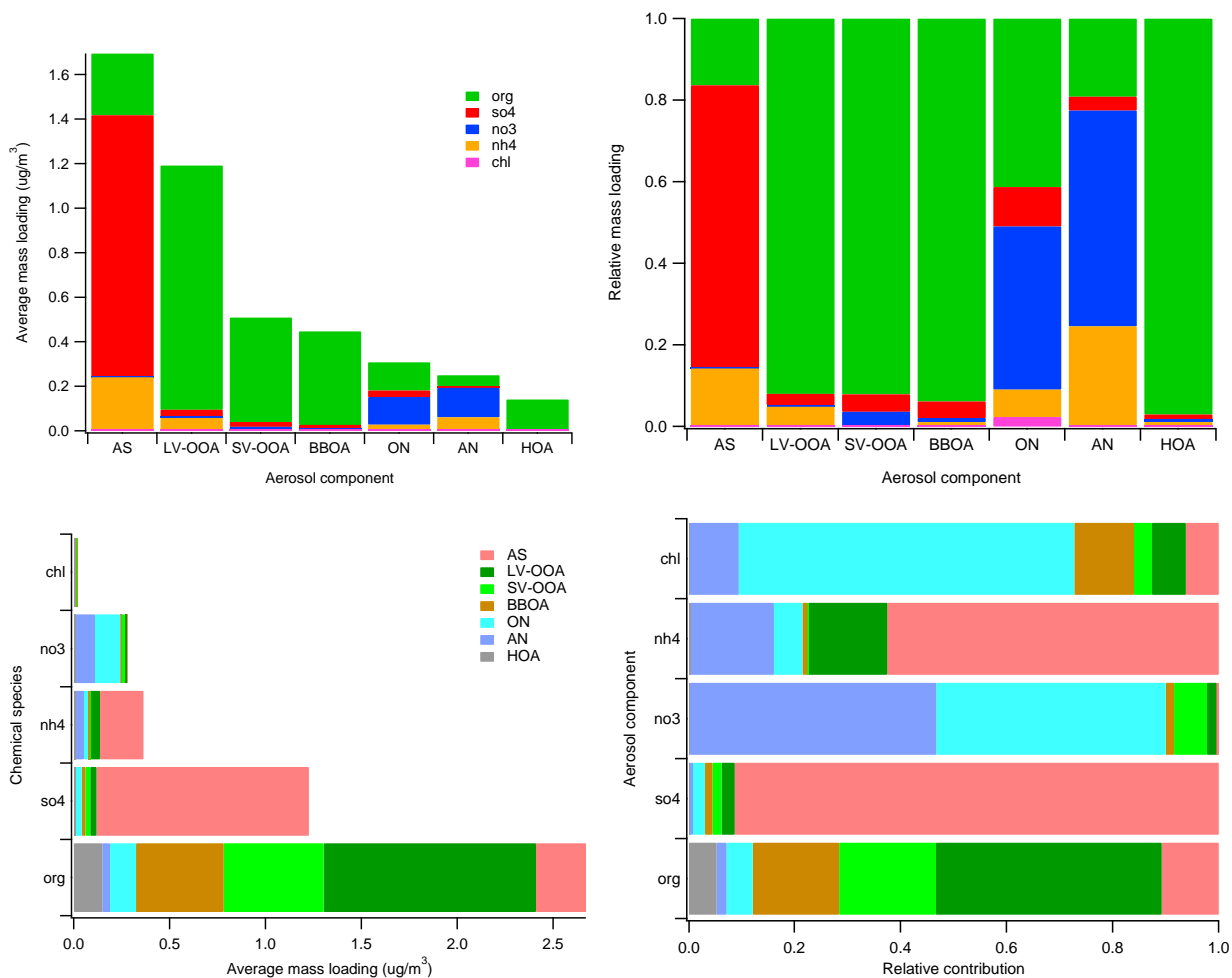 1.6
1.4
1.2
1.0
0.8
0.6
0.4
0.2
0.0
Average mass loading (ug/m³)
org
so4
no3
nh4
chl
AS LV-OOA SV-OOA BBOA ON AN HOA
Aerosol component
1.0
0.8
0.6
0.4
0.2
0.0
Relative mass loading
AS LV-OOA SV-OOA BBOA ON AN HOA
Aerosol component
chl
no3
nh4
so4
org
Chemical species
AS
LV-OOA
SV-OOA
BBOA
ON
AN
HOA
0.0 0.5 1.0 1.5 2.0 2.5
Average mass loading (ug/m³)
chl
nh4
no3
so4
org
Aerosol component
0.0 0.2 0.4 0.6 0.8 1.0
Relative contribution